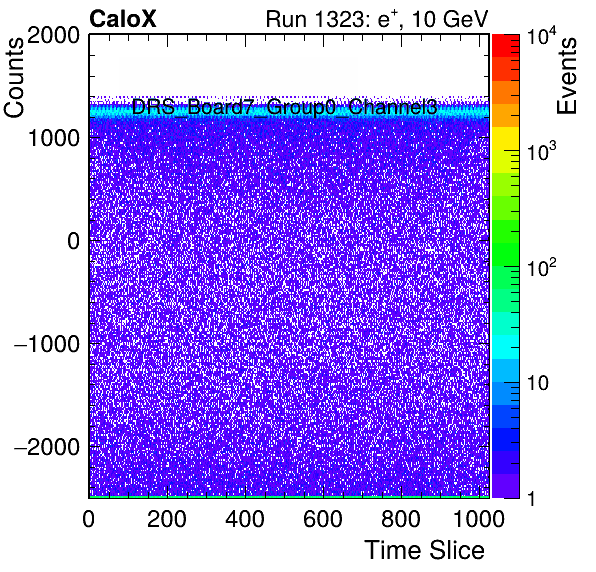 CaloX Run 1323: e+, 10 GeV
Counts
Events
DRS_Board7_Group0_Channel3
2000
1000
0
−1000
−2000
0 200 400 600 800 1000
Time Slice
10^4
10^3
10^2
10
1